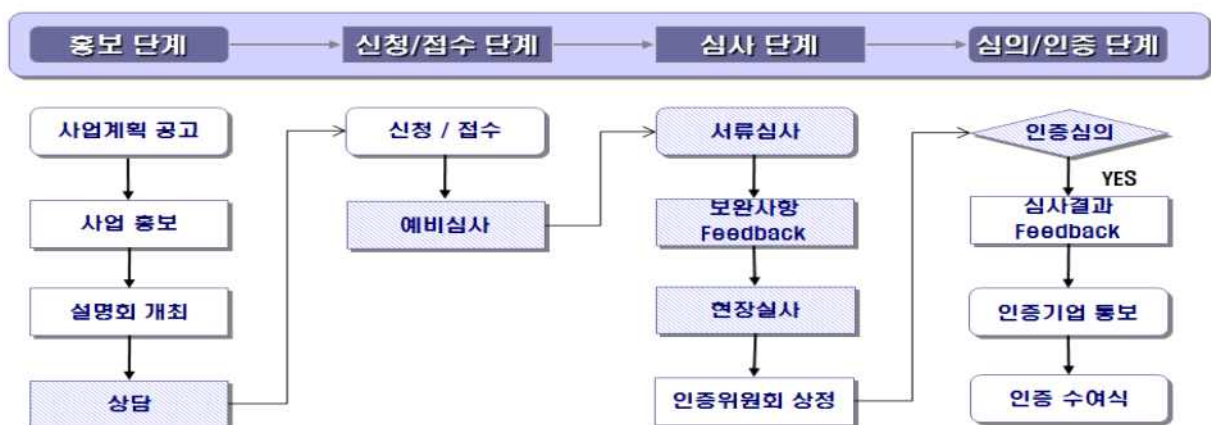 홍보 단계
신청/접수 단계
심사 단계
심의/인증 단계
사업계획 공고
사업 홍보
설명회 개최
상담
신청 / 접수
예비심사
서류심사
보완사항
Feedback
현장실사
인증위원회 상정
인증심의
YES
심사결과
Feedback
인증기업 통보
인증 수여식